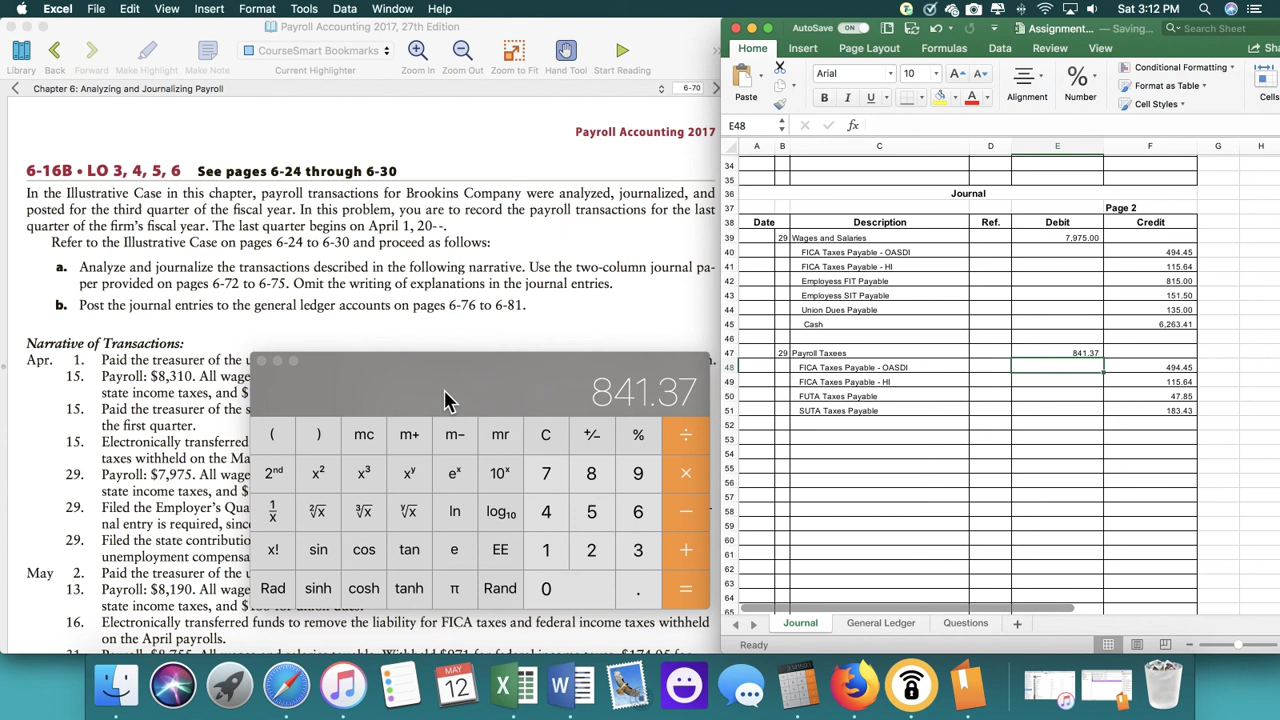 Excel File Edit View Insert Format Tools Data Window Help
Sat 3:12 PM
Payroll Accounting 2017, 27th Edition
CourseSmart Bookmarks
Library Back Forward Make Highlight Make Note Current Highlighter Zoom In Zoom Out Zoom to Fit Hand Tool Start Reading
Chapter 6: Analyzing and Journalizing Payroll 6-70
Payroll Accounting 2017
6-16B • LO 3, 4, 5, 6 See pages 6-24 through 6-30
In the Illustrative Case in this chapter, payroll transactions for Brookins Company were analyzed, journalized, and
posted for the third quarter of the fiscal year. In this problem, you are to record the payroll transactions for the last
quarter of the firm's fiscal year. The last quarter begins on April 1, 20--.
Refer to the Illustrative Case on pages 6-24 to 6-30 and proceed as follows:
a. Analyze and journalize the transactions described in the following narrative. Use the two-column journal pa-
per provided on pages 6-72 to 6-75. Omit the writing of explanations in the journal entries.
b. Post the journal entries to the general ledger accounts on pages 6-76 to 6-81.
Narrative of Transactions:
Apr. 1. Paid the treasurer of the u
15. Payroll: $8,310. All wage
state income taxes, and $
15. Paid the treasurer of the s
the first quarter.
15. Electronically transferred
taxes withheld on the Ma
29. Payroll: $7,975. All wage
state income taxes, and $
29. Filed the Employer's Qua
nal entry is required, sinc
29. Filed the state contributio
unemployment compensa
May 2. Paid the treasurer of the u
13. Payroll: $8,190. All wage
state income taxes, and $
16. Electronically transferred funds to remove the liability for FICA taxes and federal income taxes withheld
on the April payrolls.
841.37
( ) mc m+ m− mr C ⁺∕₋ % ÷
2nd x² x³ xʸ eˣ 10ˣ 7 8 9 ×
1/x ²√x ³√x ʸ√x ln log₁₀ 4 5 6 −
x! sin cos tan e EE 1 2 3 +
Rad sinh cosh tanh π Rand 0 . =
AutoSave ON Assignment... — Saving... Search Sheet
Home Insert Page Layout Formulas Data Review View Sha
Paste Arial 10 A A B I U A Alignment % Number Conditional Formatting Format as Table Cell Styles Cells
E48 fx
A B C D E F G H
34
35
36 Journal
37 Page 2
38 Date Description Ref. Debit Credit
39 29 Wages and Salaries 7,975.00
40 FICA Taxes Payable - OASDI 494.45
41 FICA Taxes Payable - HI 115.64
42 Employess FIT Payable 815.00
43 Employess SIT Payable 151.50
44 Union Dues Payable 135.00
45 Cash 6,263.41
46
47 29 Payroll Taxees 841.37
48 FICA Taxes Payable - OASDI 494.45
49 FICA Taxes Payable - HI 115.64
50 FUTA Taxes Payable 47.85
51 SUTA Taxes Payable 183.43
52
53
54
55
56
57
58
59
60
61
62
63
64
65
Journal General Ledger Questions +
Ready
MAY
12